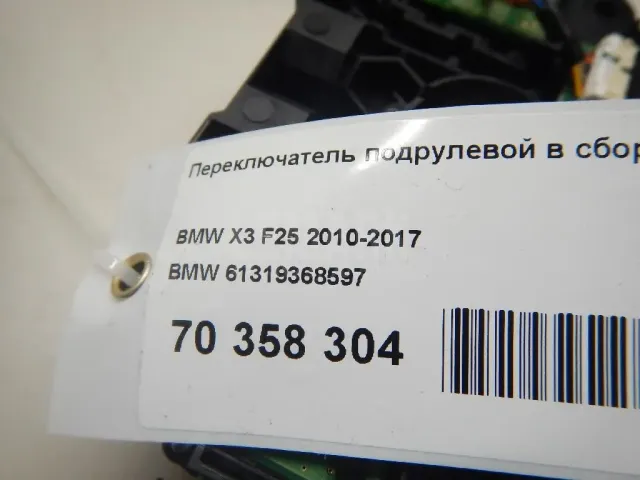 Переключатель подрулевой в сбор
BMW X3 F25 2010-2017
BMW 61319368597
70 358 304